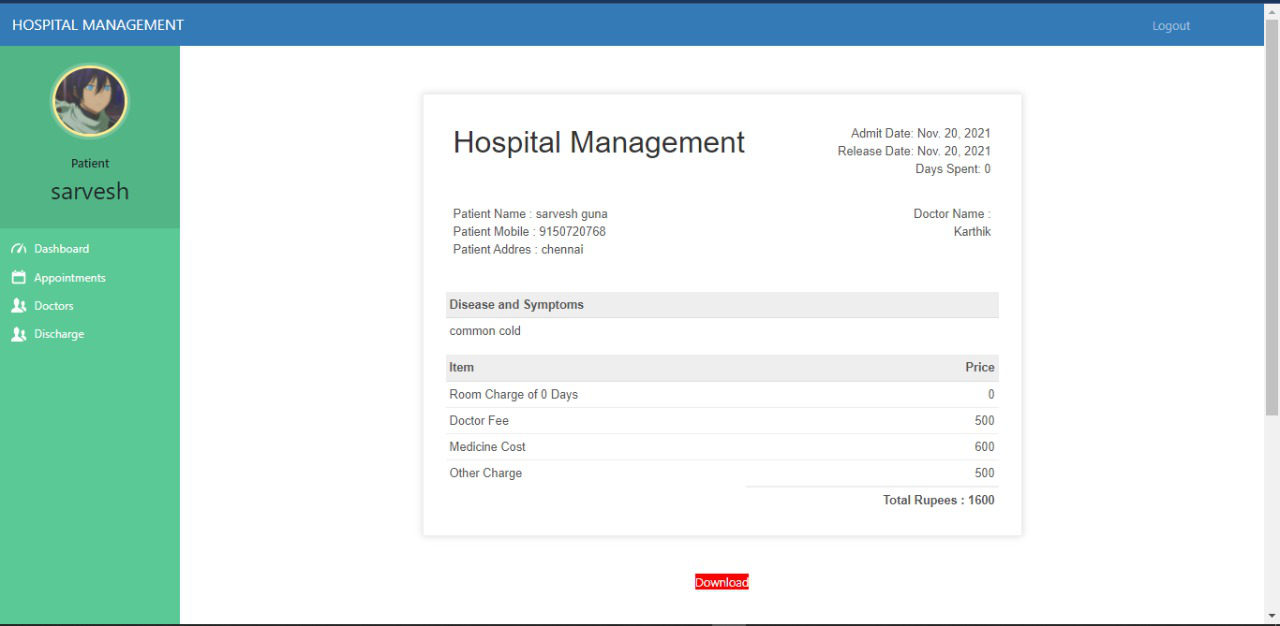 HOSPITAL MANAGEMENT
Logout
Patient
sarvesh
Dashboard
Appointments
Doctors
Discharge
Hospital Management
Admit Date: Nov. 20, 2021
Release Date: Nov. 20, 2021
Days Spent: 0
Patient Name : sarvesh guna
Patient Mobile : 9150720768
Patient Addres : chennai
Doctor Name :
Karthik
Disease and Symptoms
common cold
Item Price
Room Charge of 0 Days 0
Doctor Fee 500
Medicine Cost 600
Other Charge 500
Total Rupees : 1600
Download